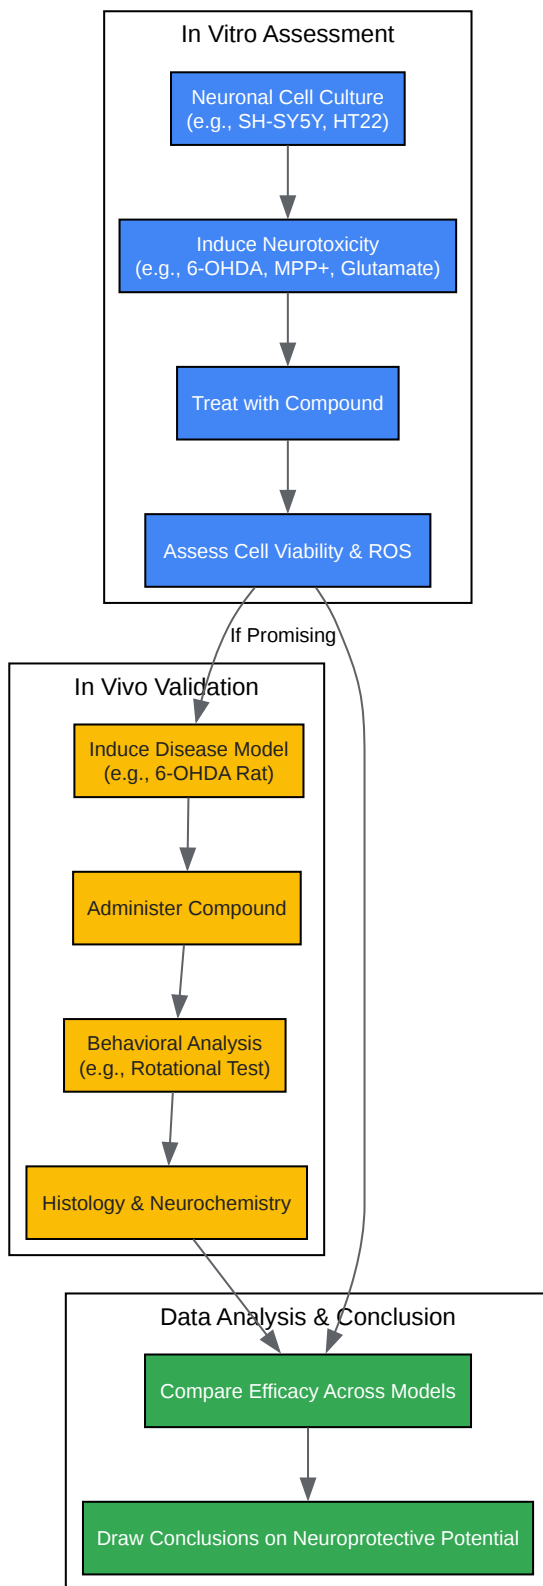 In Vitro Assessment
Neuronal Cell Culture
(e.g., SH-SY5Y, HT22)
Induce Neurotoxicity
(e.g., 6-OHDA, MPP+, Glutamate)
Treat with Compound
Assess Cell Viability & ROS
If Promising
In Vivo Validation
Induce Disease Model
(e.g., 6-OHDA Rat)
Administer Compound
Behavioral Analysis
(e.g., Rotational Test)
Histology & Neurochemistry
Data Analysis & Conclusion
Compare Efficacy Across Models
Draw Conclusions on Neuroprotective Potential